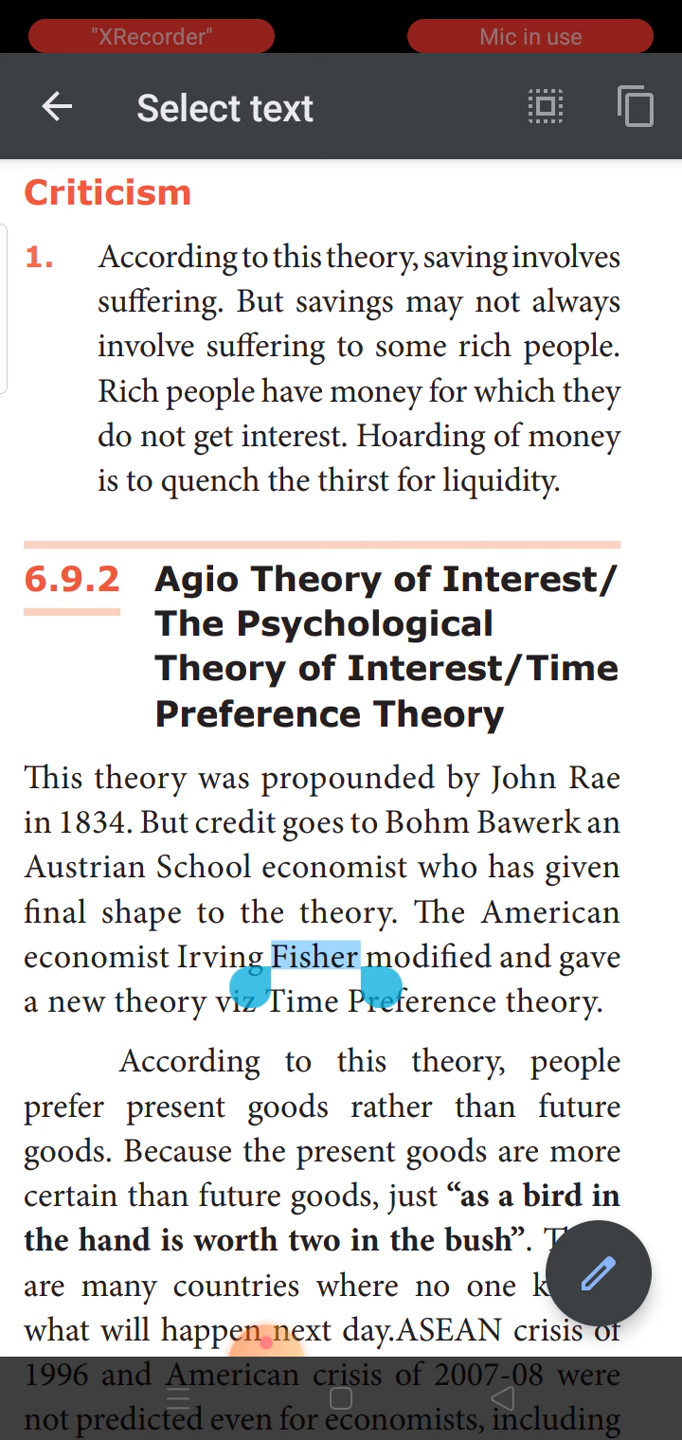 "XRecorder"
Mic in use
Select text
Criticism
1. According to this theory, saving involves
suffering. But savings may not always
involve suffering to some rich people.
Rich people have money for which they
do not get interest. Hoarding of money
is to quench the thirst for liquidity.
6.9.2 Agio Theory of Interest/
The Psychological
Theory of Interest/Time
Preference Theory
This theory was propounded by John Rae
in 1834. But credit goes to Bohm Bawerk an
Austrian School economist who has given
final shape to the theory. The American
economist Irving Fisher modified and gave
a new theory viz Time Preference theory.
According to this theory, people
prefer present goods rather than future
goods. Because the present goods are more
certain than future goods, just “as a bird in
the hand is worth two in the bush”.
are many countries where no one
what will happen next day.ASEAN crisis of
1996 and American crisis of 2007-08 were
not predicted even for economists, including